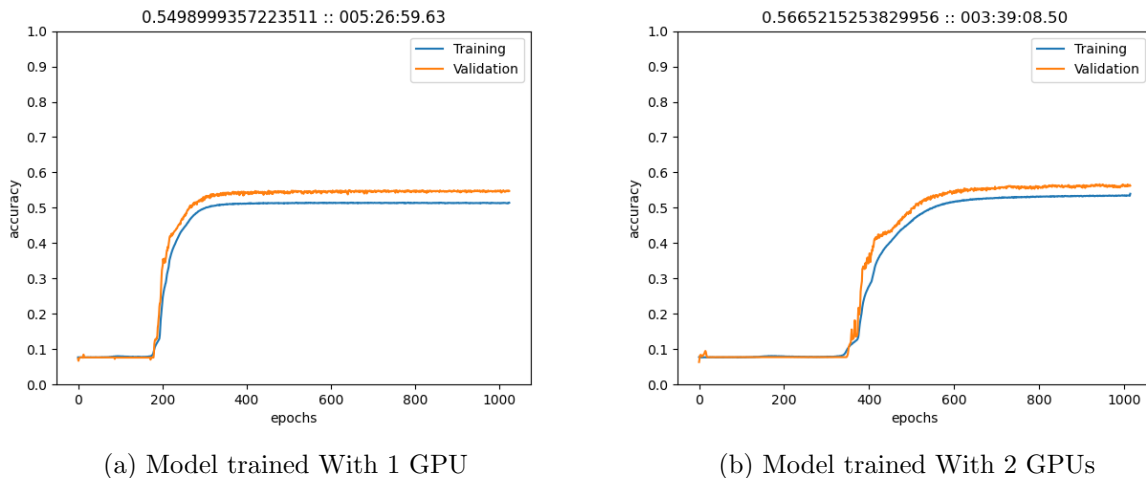 0.5498999357223511 :: 005:26:59.63
1.0
0.9
0.8
0.7
0.6
0.5
0.4
0.3
0.2
0.1
0.0
accuracy
Training
Validation
0 200 400 600 800 1000
epochs
(a) Model trained With 1 GPU
0.5665215253829956 :: 003:39:08.50
1.0
0.9
0.8
0.7
0.6
0.5
0.4
0.3
0.2
0.1
0.0
accuracy
Training
Validation
0 200 400 600 800 1000
epochs
(b) Model trained With 2 GPUs